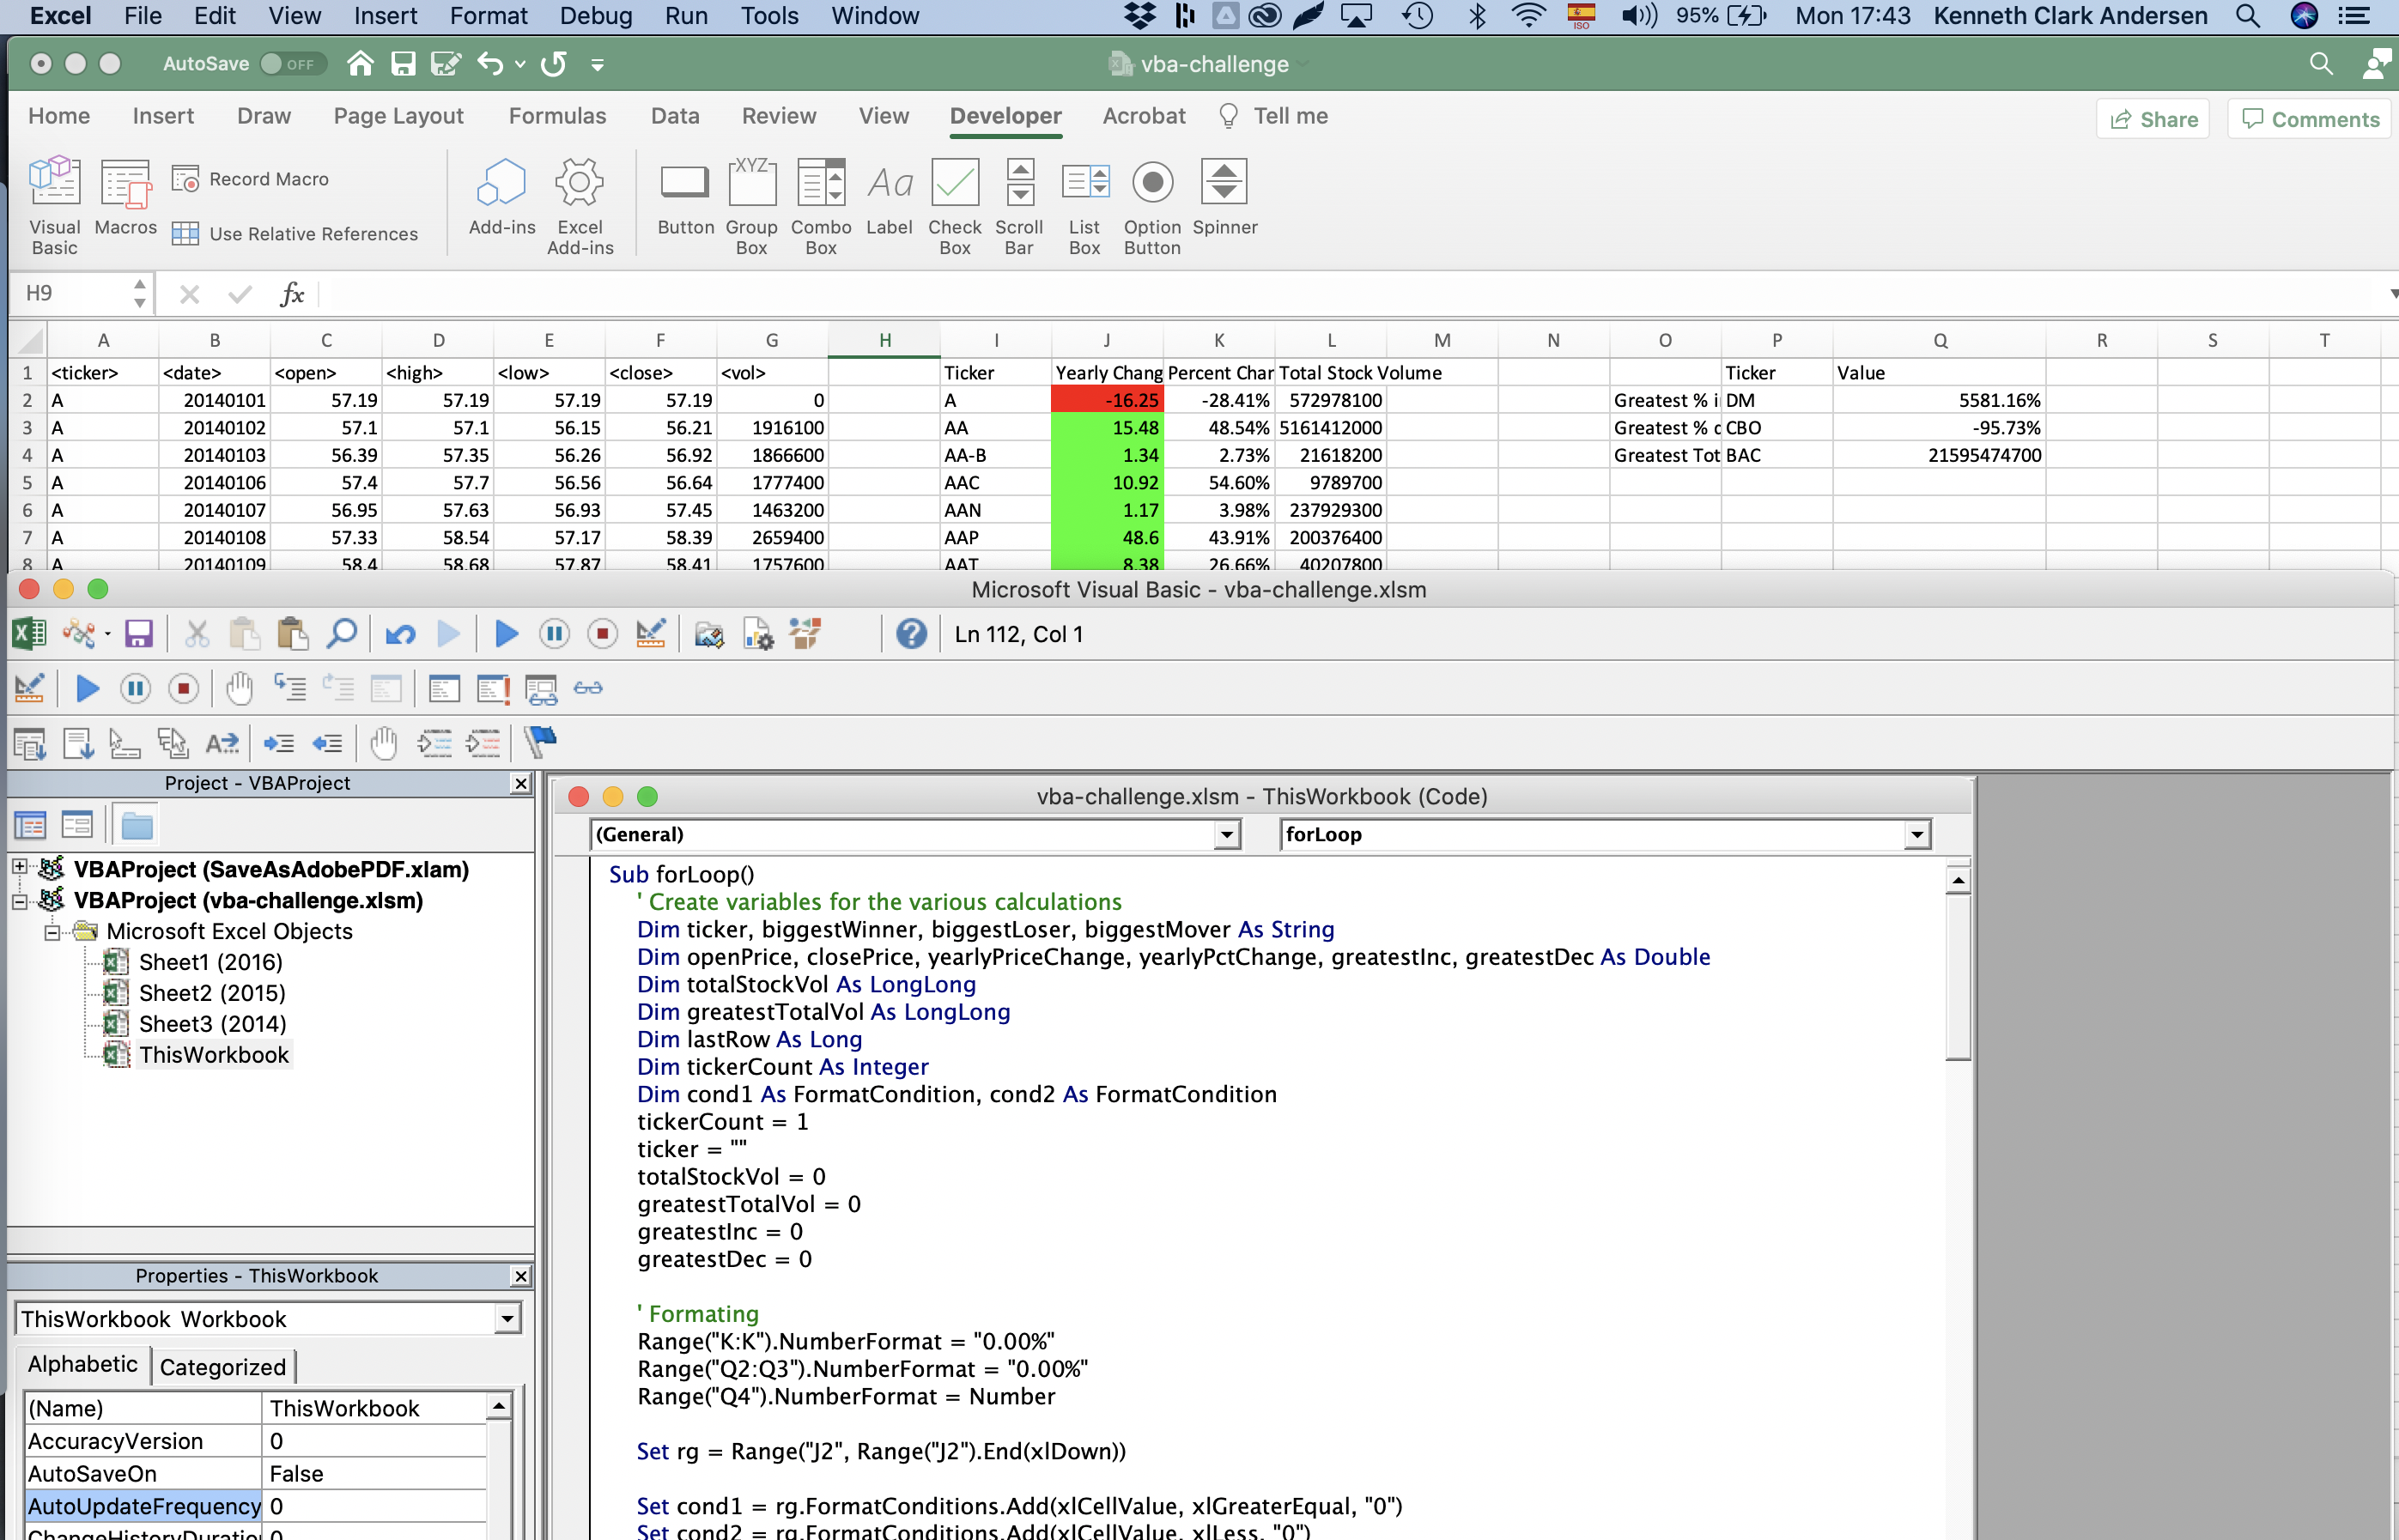 Excel File Edit View Insert Format Debug Run Tools Window 95% Mon 17:43 Kenneth Clark Andersen
ISO
AutoSave OFF vba-challenge
Home Insert Draw Page Layout Formulas Data Review View Developer Acrobat Tell me Share Comments
Record Macro
Use Relative References
Visual Basic Macros Add-ins Excel Add-ins Button Group Box Combo Box Label Check Box Scroll Bar List Box Option Button Spinner
XYZ Aa
H9 fx
A B C D E F G H I J K L M N O P Q R S T
1 <ticker> <date> <open> <high> <low> <close> <vol> Ticker Yearly Chang Percent Char Total Stock Volume Ticker Value
2 A 20140101 57.19 57.19 57.19 57.19 0 A -16.25 -28.41% 572978100 Greatest % i DM 5581.16%
3 A 20140102 57.1 57.1 56.15 56.21 1916100 AA 15.48 48.54% 5161412000 Greatest % c CBO -95.73%
4 A 20140103 56.39 57.35 56.26 56.92 1866600 AA-B 1.34 2.73% 21618200 Greatest Tot BAC 21595474700
5 A 20140106 57.4 57.7 56.56 56.64 1777400 AAC 10.92 54.60% 9789700
6 A 20140107 56.95 57.63 56.93 57.45 1463200 AAN 1.17 3.98% 237929300
7 A 20140108 57.33 58.54 57.17 58.39 2659400 AAP 48.6 43.91% 200376400
8 A 20140109 58.4 58.68 57.87 58.41 1757600 AAT 8.38 26.66% 40207800
Microsoft Visual Basic - vba-challenge.xlsm
Ln 112, Col 1
Project - VBAProject
VBAProject (SaveAsAdobePDF.xlam)
VBAProject (vba-challenge.xlsm)
Microsoft Excel Objects
Sheet1 (2016)
Sheet2 (2015)
Sheet3 (2014)
ThisWorkbook
Properties - ThisWorkbook
ThisWorkbook Workbook
Alphabetic Categorized
(Name) ThisWorkbook
AccuracyVersion 0
AutoSaveOn False
AutoUpdateFrequency 0
ChangeHistoryDuratio 0
vba-challenge.xlsm - ThisWorkbook (Code)
(General) forLoop
Sub forLoop()
' Create variables for the various calculations
Dim ticker, biggestWinner, biggestLoser, biggestMover As String
Dim openPrice, closePrice, yearlyPriceChange, yearlyPctChange, greatestInc, greatestDec As Double
Dim totalStockVol As LongLong
Dim greatestTotalVol As LongLong
Dim lastRow As Long
Dim tickerCount As Integer
Dim cond1 As FormatCondition, cond2 As FormatCondition
tickerCount = 1
ticker = ""
totalStockVol = 0
greatestTotalVol = 0
greatestInc = 0
greatestDec = 0
' Formating
Range("K:K").NumberFormat = "0.00%"
Range("Q2:Q3").NumberFormat = "0.00%"
Range("Q4").NumberFormat = Number
Set rg = Range("J2", Range("J2").End(xlDown))
Set cond1 = rg.FormatConditions.Add(xlCellValue, xlGreaterEqual, "0")
Set cond2 = rg.FormatConditions.Add(xlCellValue, xlLess, "0")